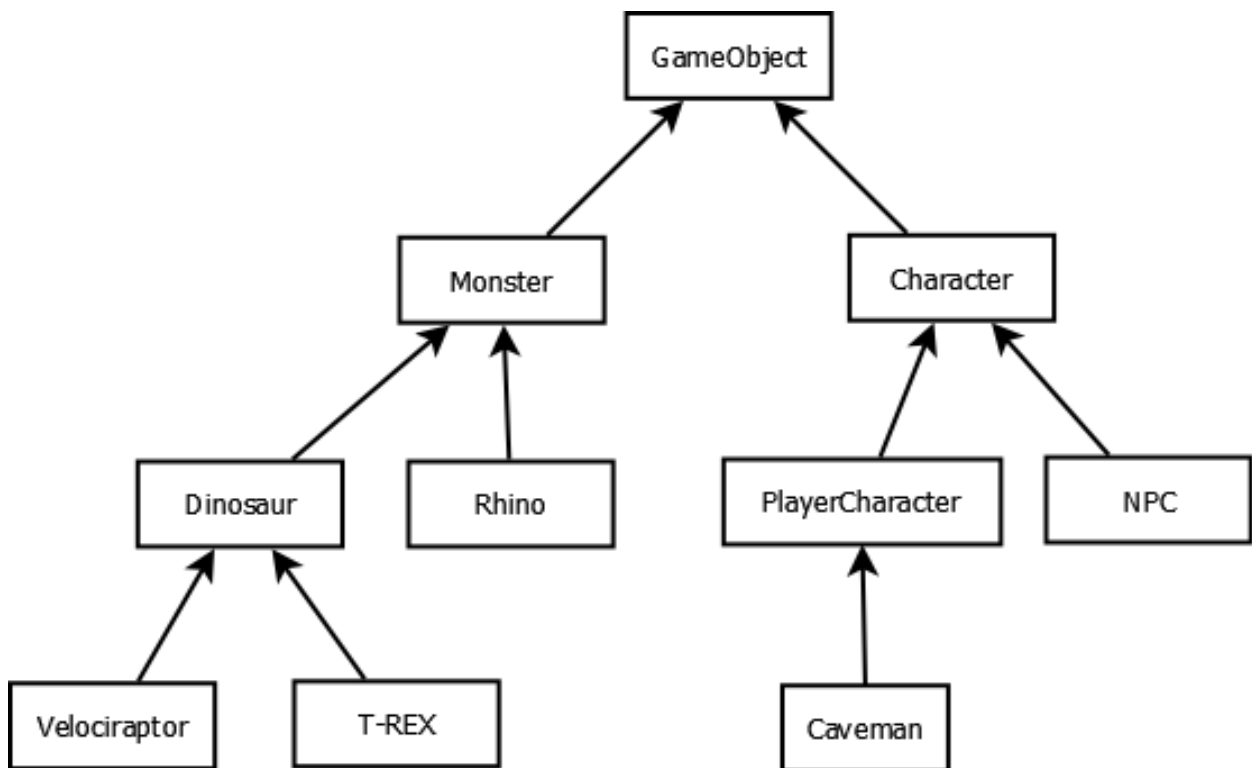 GameObject
Monster
Character
Dinosaur
Rhino
PlayerCharacter
NPC
Velociraptor
T-REX
Caveman